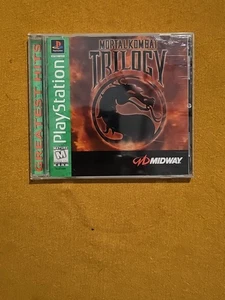 GREATEST HITS
PlayStation
MORTAL KOMBAT
TRILOGY
MIDWAY
M